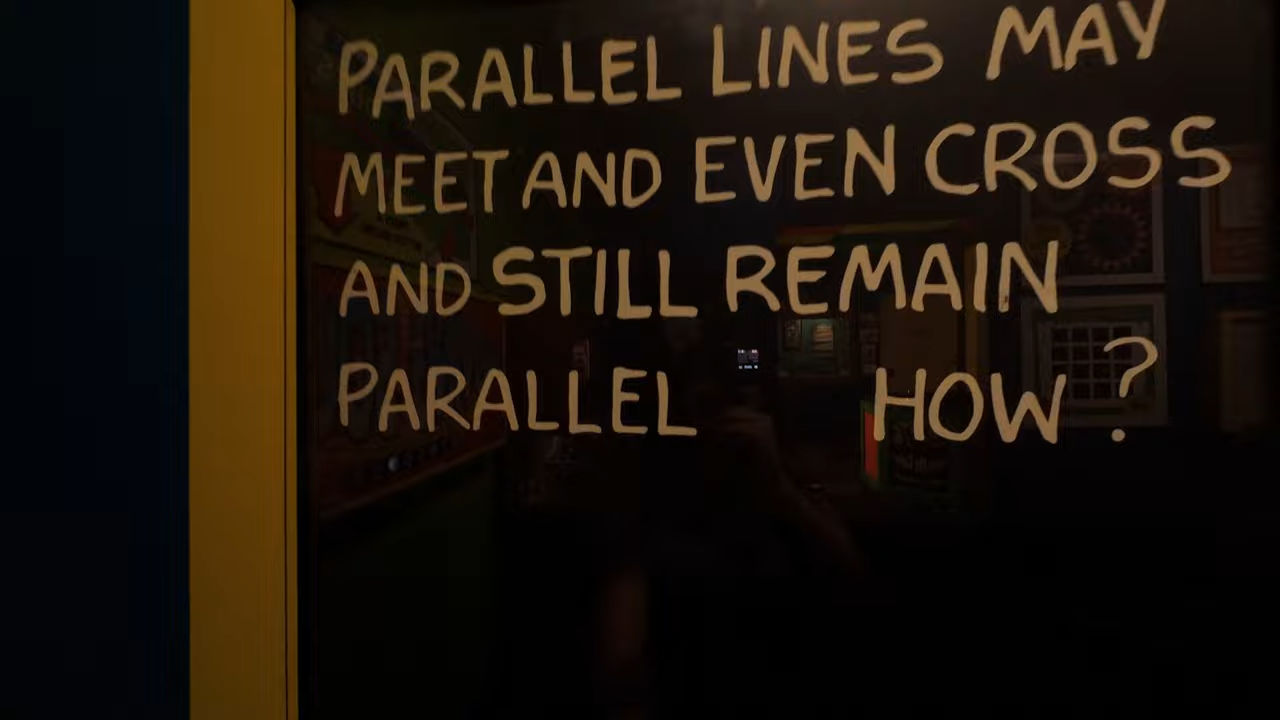 PARALLEL LINES MAY
MEET AND EVEN CROSS
AND STILL REMAIN
PARALLEL HOW ?